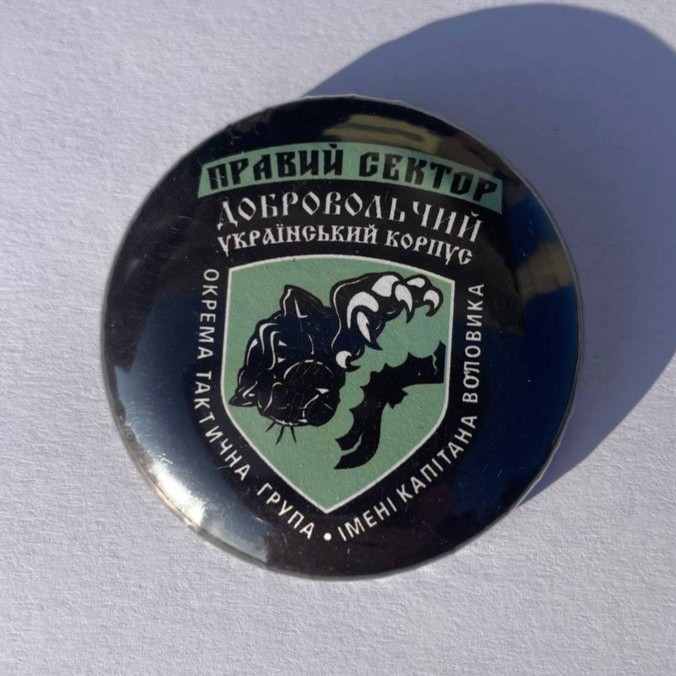 ПРАВИЙ СЕКТОР
ДОБРОВОЛЬЧИЙ
УКРАЇНСЬКИЙ КОРПУС
ОКРЕМА ТАКТИЧНА ГРУПА • ІМЕНІ КАПІТАНА ВОЛОВИКА